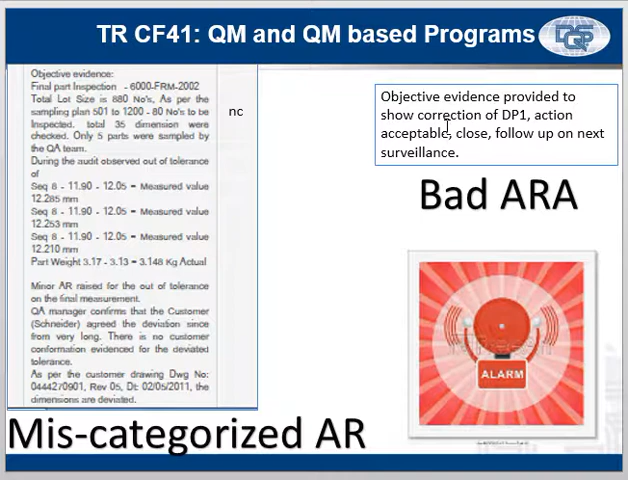 TR CF41: QM and QM based Programs
Objective evidence:
Final part Inspection - 6000-FRM-2002
Total Lot Size is 880 No's, As per the
sampling plan 501 to 1200 - 80 No's to be
Inspected, total 35 dimension were
checked. Only 5 parts were sampled by
the QA team.
During the audit observed out of tolerance
of
Seq 8 - 11.90 - 12.05 = Measured value
12.285 mm
Seq 8 - 11.90 - 12.05 = Measured value
12.253 mm
Seq 8 - 11.90 - 12.05 = Measured value
12.210 mm
Part Weight 3.17 - 3.13 = 3.148 Kg Actual
Minor AR raised for the out of tolerance
on the final measurement.
QA manager confirms that the Customer
(Schneider) agreed the deviation since
from very long. There is no customer
conformation evidenced for the deviated
tolerance.
As per the customer drawing Dwg No:
0444270901, Rev 05, Dt: 02/05/2011, the
dimensions are deviated.
nc
Mis-categorized AR
Objective evidence provided to
show correction of DP1, action
acceptable, close, follow up on next
surveillance.
Bad ARA
ALARM